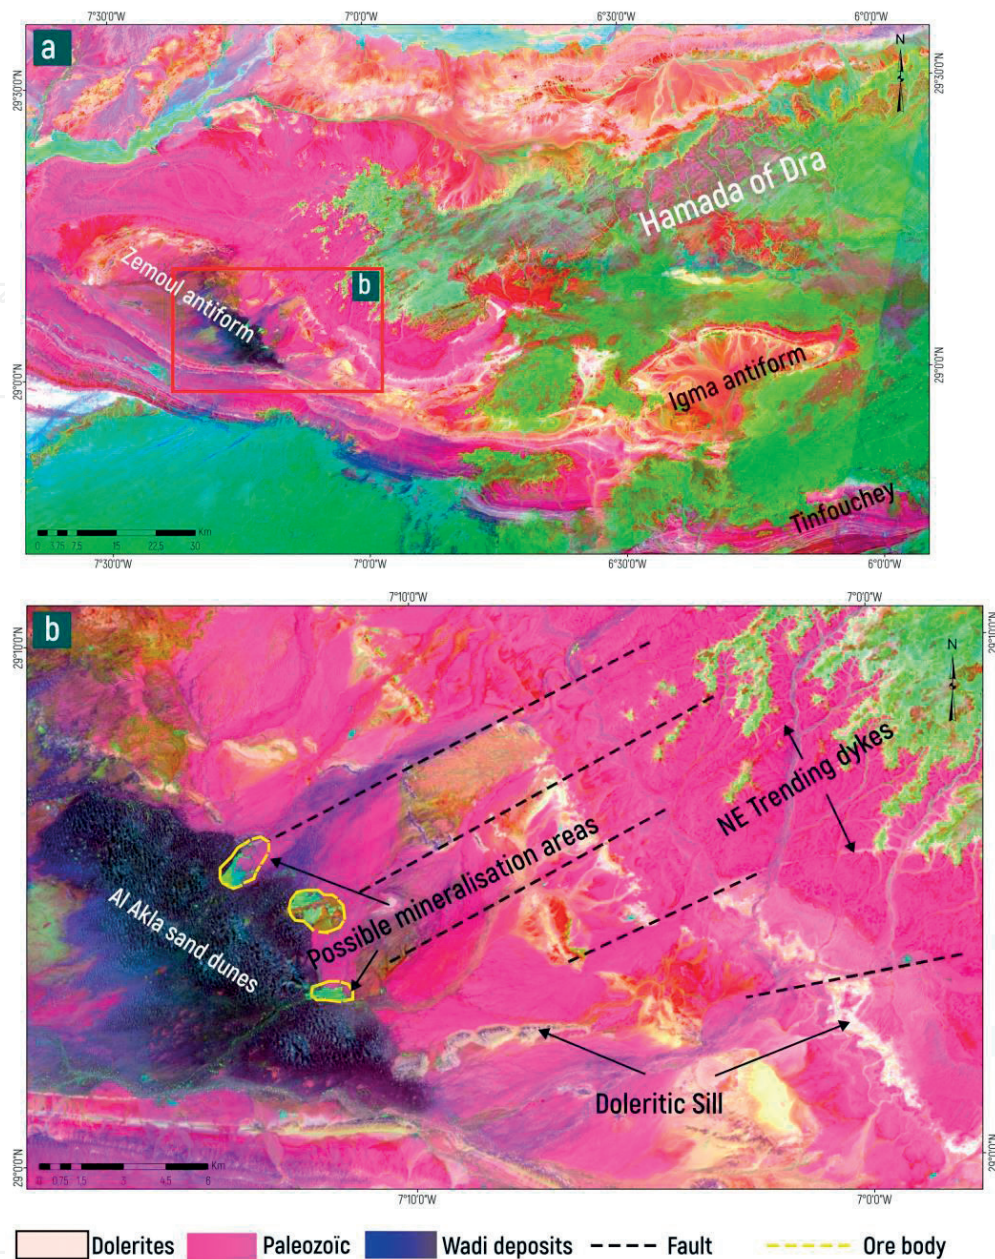 7°30'0"W 7°0'0"W 6°30'0"W 6°0'0"W
a
N
29°30'0"N
29°30'0"N
Hamada of Dra
Zemoul antiform
b
29°0'0"N
29°0'0"N
Igma antiform
Tinfouchey
Km
0 3.75 7.5 15 22.5 30
7°30'0"W 7°0'0"W 6°30'0"W 6°0'0"W
7°10'0"W 7°0'0"W
b
N
29°10'0"N
29°10'0"N
NE Trending dykes
Possible mineralisation areas
Al Akla sand dunes
Doleritic Sill
29°0'0"N
29°0'0"N
Km
0 0.75 1.5 3 4.5 6
7°10'0"W 7°0'0"W
Dolerites Paleozoïc Wadi deposits Fault Ore body